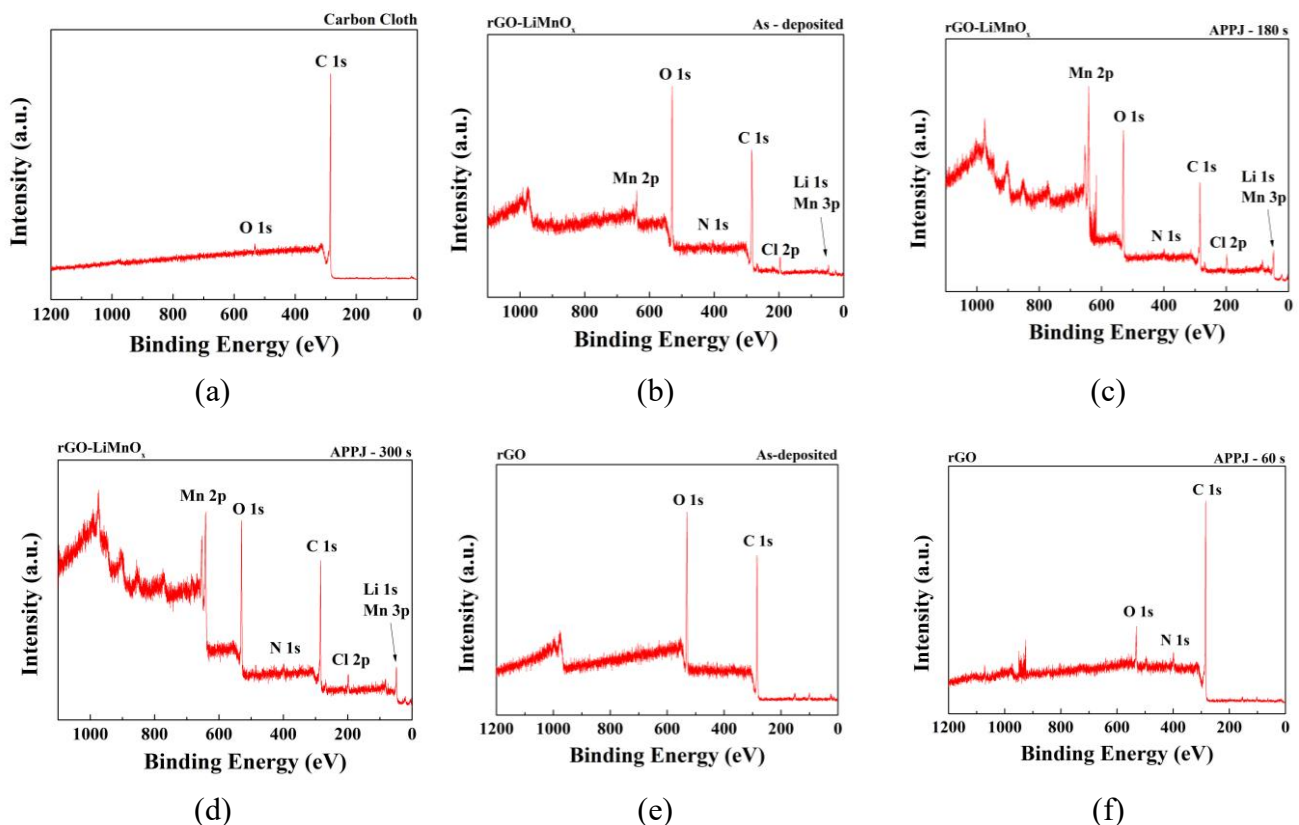 Carbon Cloth
C 1s
O 1s
Intensity (a.u.)
1200 1000 800 600 400 200 0
Binding Energy (eV)
(a)
rGO-LiMnOₓ As - deposited
O 1s
C 1s
Mn 2p
Li 1s
Mn 3p
N 1s
Cl 2p
Intensity (a.u.)
1000 800 600 400 200 0
Binding Energy (eV)
(b)
rGO-LiMnOₓ APPJ - 180 s
Mn 2p
O 1s
C 1s
Li 1s
Mn 3p
N 1s
Cl 2p
Intensity (a.u.)
1000 800 600 400 200 0
Binding Energy (eV)
(c)
rGO-LiMnOₓ APPJ - 300 s
Mn 2p
O 1s
C 1s
Li 1s
Mn 3p
N 1s
Cl 2p
Intensity (a.u.)
1000 800 600 400 200 0
Binding Energy (eV)
(d)
rGO As-deposited
O 1s
C 1s
Intensity (a.u.)
1200 1000 800 600 400 200 0
Binding Energy (eV)
(e)
rGO APPJ - 60 s
C 1s
O 1s
N 1s
Intensity (a.u.)
1200 1000 800 600 400 200 0
Binding Energy (eV)
(f)